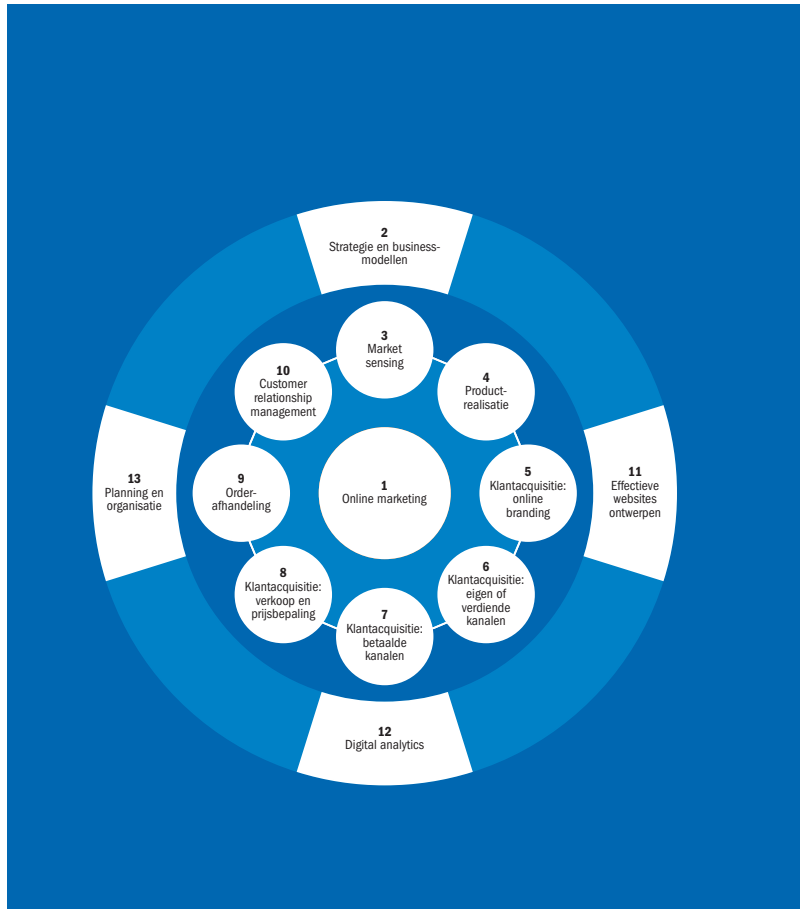 2
Strategie en business-
modellen
3
Market
sensing
10
Customer
relationship
management
4
Product-
realisatie
13
Planning en
organisatie
9
Order-
afhandeling
1
Online marketing
5
Klantacquisitie:
online
branding
11
Effectieve
websites
ontwerpen
8
Klantacquisitie:
verkoop en
prijsbepaling
6
Klantacquisitie:
eigen of
verdiende
kanalen
7
Klantacquisitie:
betaalde
kanalen
12
Digital analytics